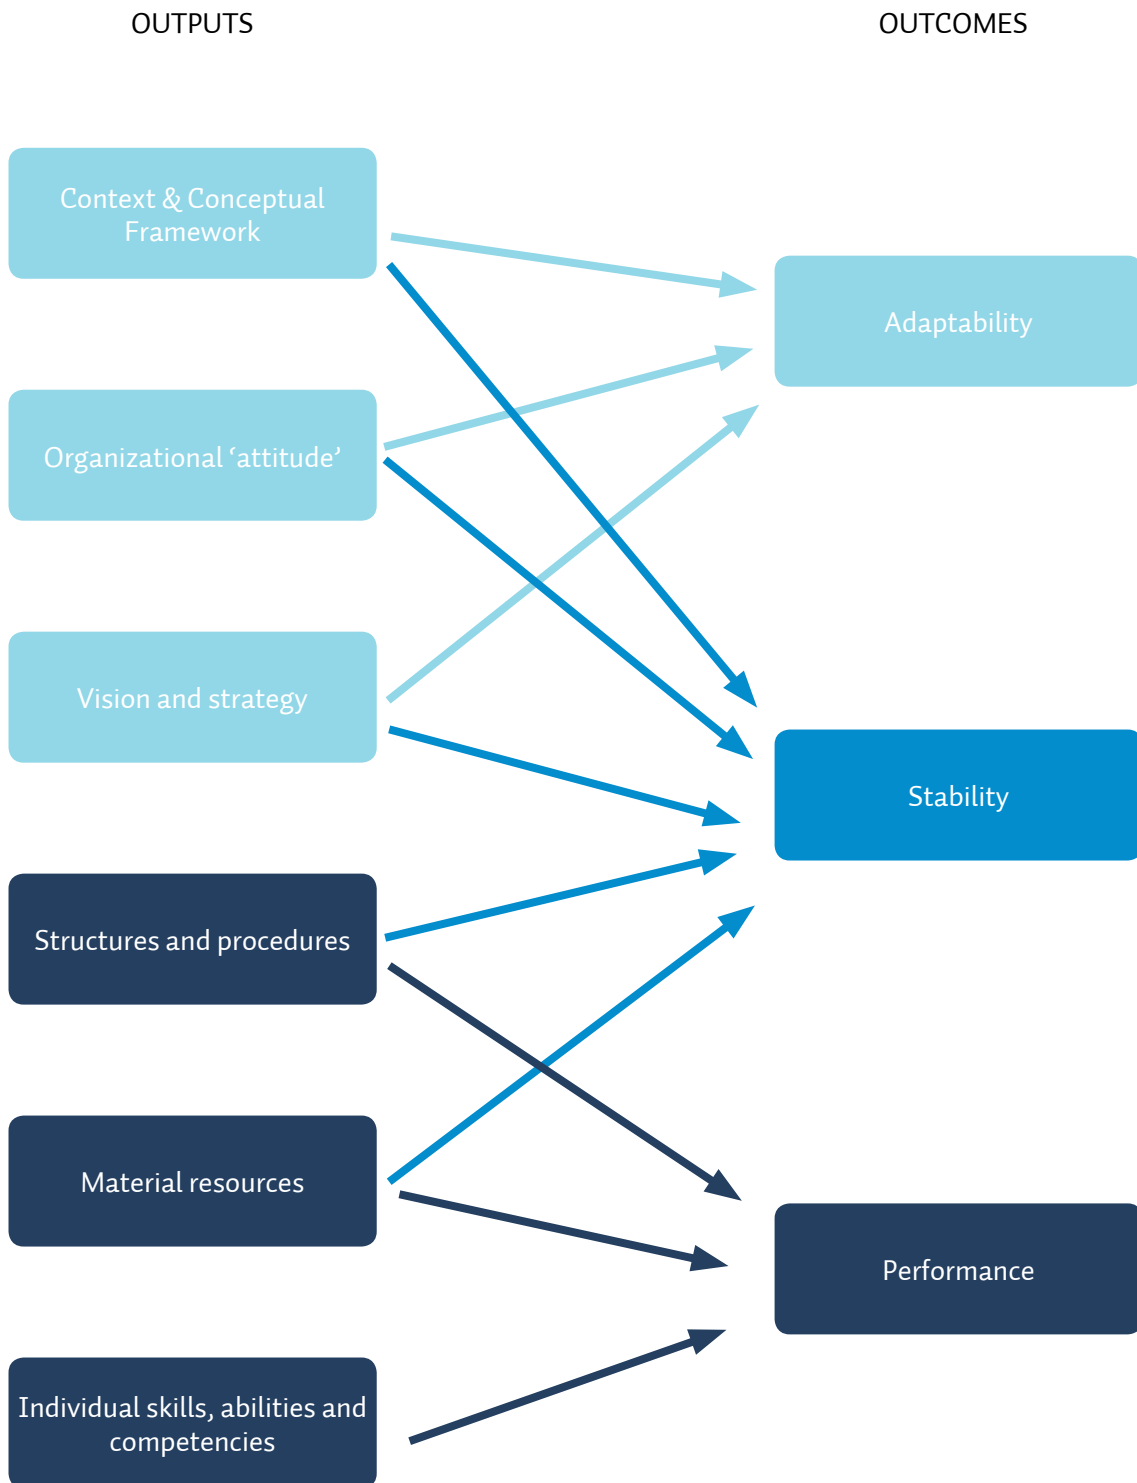 OUTPUTS
OUTCOMES
Context & Conceptual
Framework
Adaptability
Organizational ‘attitude’
Vision and strategy
Stability
Structures and procedures
Material resources
Performance
Individual skills, abilities and
competencies